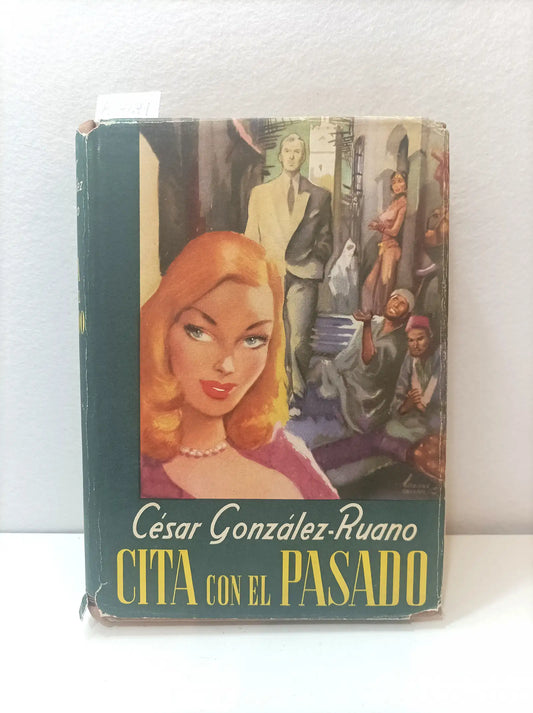 César González-Ruano
CITA CON EL PASADO